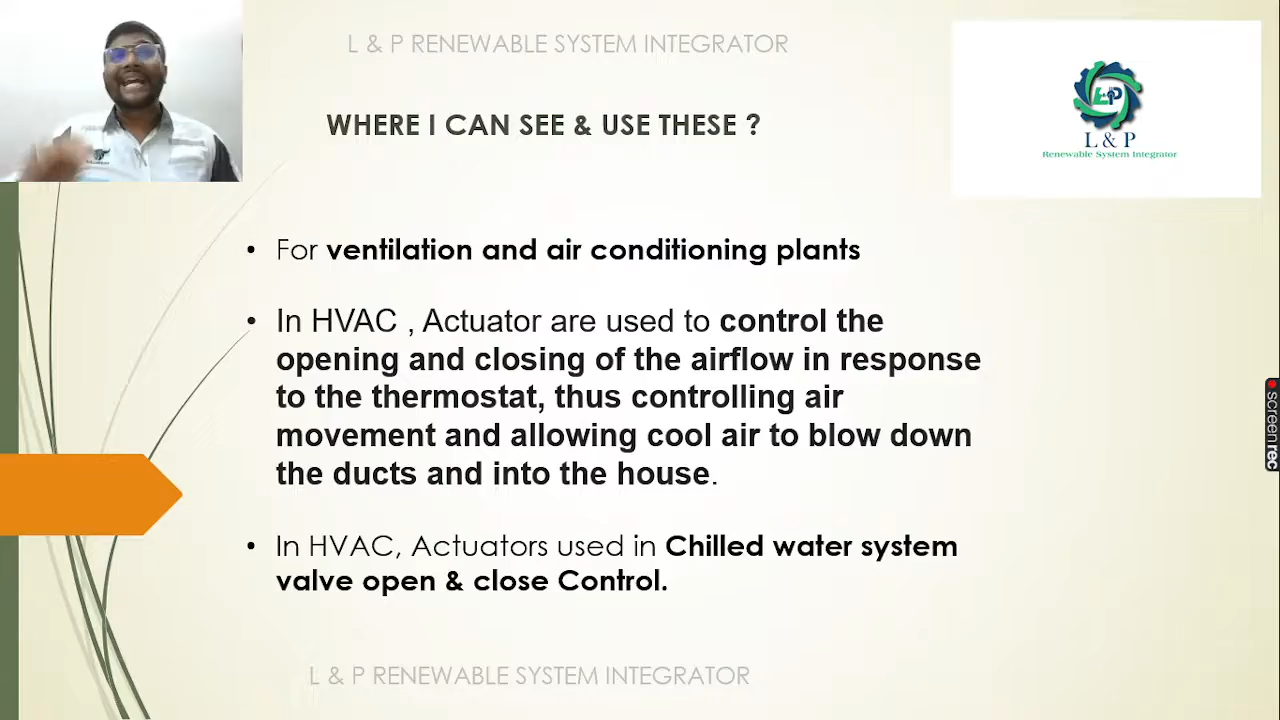 L & P RENEWABLE SYSTEM INTEGRATOR
WHERE I CAN SEE & USE THESE ?
L & P
Renewable System Integrator
• For ventilation and air conditioning plants
• In HVAC , Actuator are used to control the
opening and closing of the airflow in response
to the thermostat, thus controlling air
movement and allowing cool air to blow down
the ducts and into the house.
• In HVAC, Actuators used in Chilled water system
valve open & close Control.
L & P RENEWABLE SYSTEM INTEGRATOR
screenrec